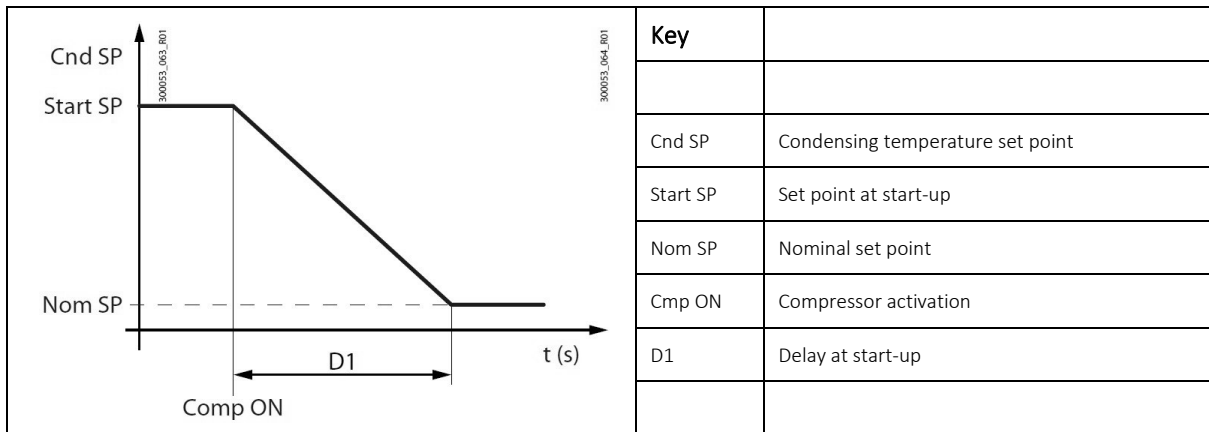 Cnd SP
300053_063_R01
300053_064_R01
Start SP
Nom SP
D1
t (s)
Comp ON
Key
Cnd SP Condensing temperature set point
Start SP Set point at start-up
Nom SP Nominal set point
Cmp ON Compressor activation
D1 Delay at start-up